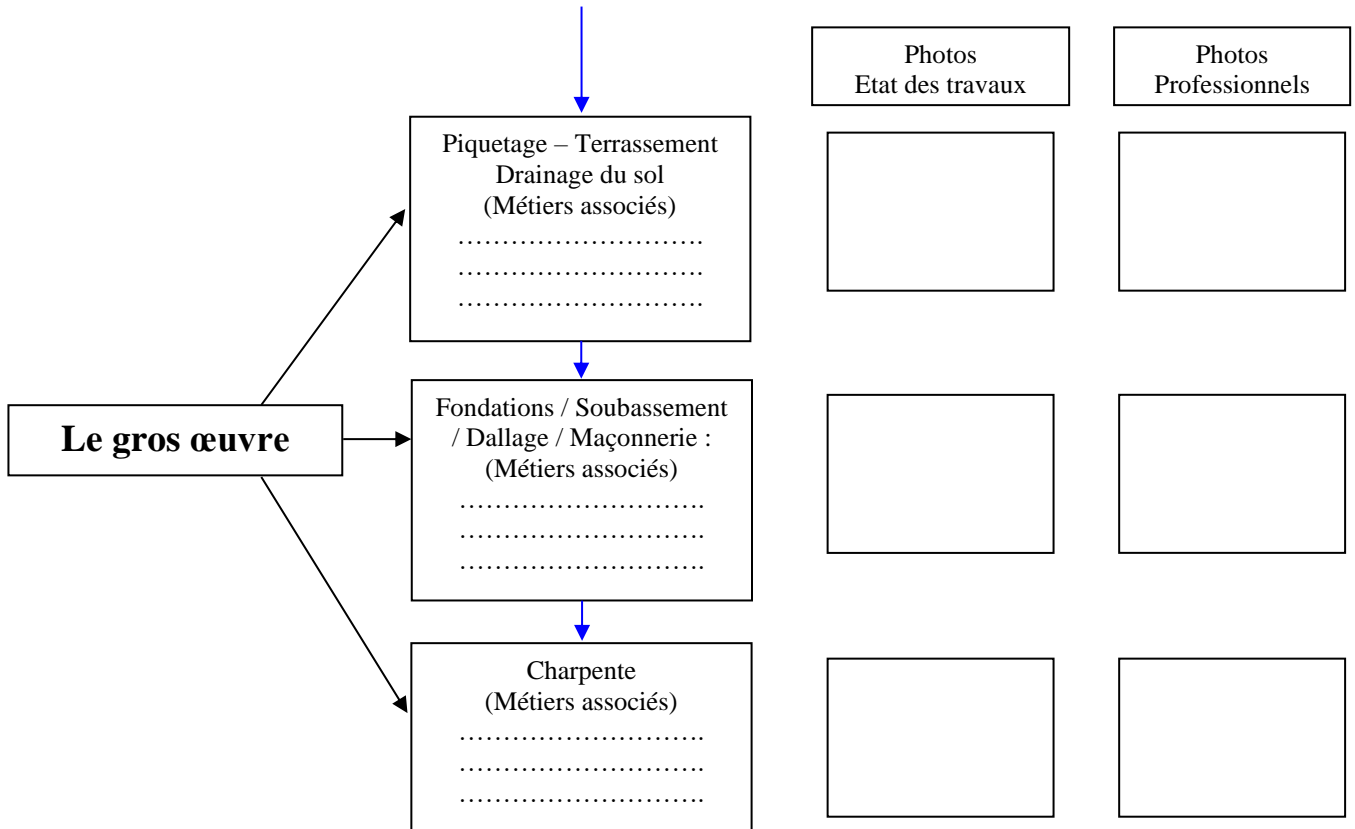 Photos
Etat des travaux
Photos
Professionnels
Piquetage – Terrassement
Drainage du sol
(Métiers associés)
……………………….
……………………….
……………………….
Le gros œuvre
Fondations / Soubassement
/ Dallage / Maçonnerie :
(Métiers associés)
……………………….
……………………….
……………………….
Charpente
(Métiers associés)
……………………….
……………………….
……………………….